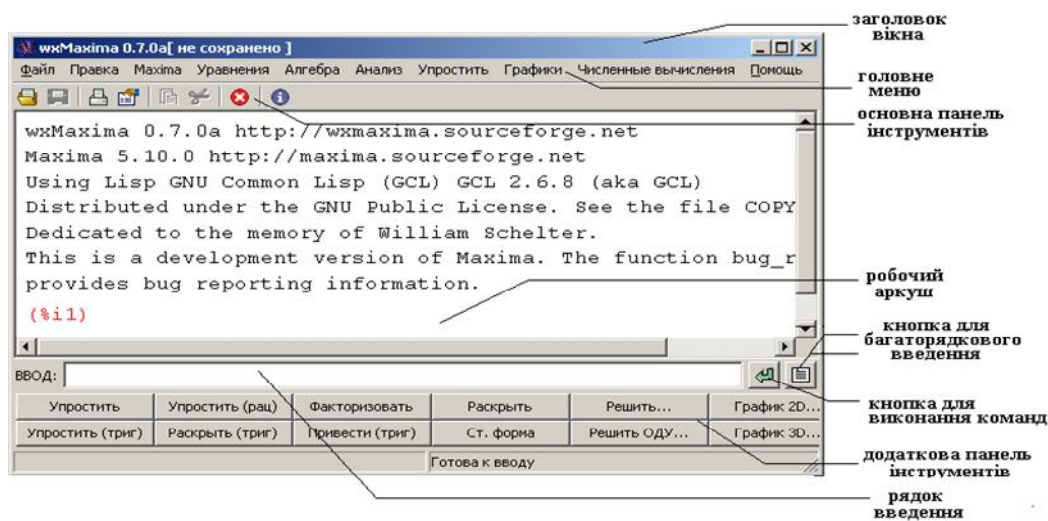 заголовок
вікна
wxMaxima 0.7.0a[ не сохранено ]
Файл Правка Maxima Уравнения Алгебра Анализ Упростить Графики Численные вычисления Помощь
головне
меню
основна панель
інструментів
wxMaxima 0.7.0a http://wxmaxima.sourceforge.net
Maxima 5.10.0 http://maxima.sourceforge.net
Using Lisp GNU Common Lisp (GCL) GCL 2.6.8 (aka GCL)
Distributed under the GNU Public License. See the file COPY
Dedicated to the memory of William Schelter.
This is a development version of Maxima. The function bug_r
provides bug reporting information.
(%i1)
робочий
аркуш
кнопка для
багаторядкового
введення
ВВОД:
Упростить Упростить (рац) Факторизовать Раскрыть Решить... График 2D...
Упростить (триг) Раскрыть (триг) Привести (триг) Ст. форма Решить ОДУ... График 3D...
кнопка для
виконання команд
Готова к вводу
додаткова панель
інструментів
рядок
введення